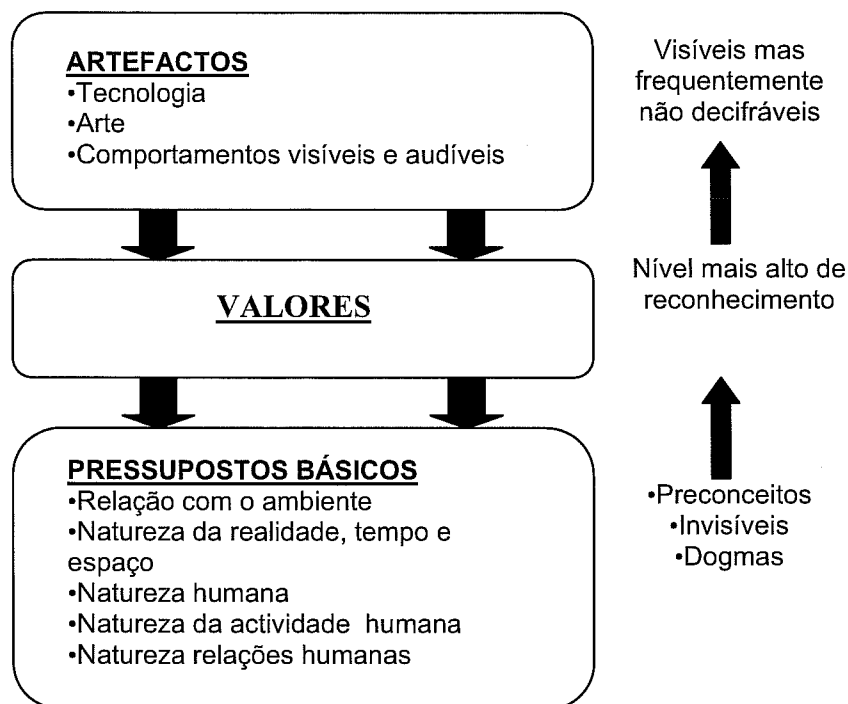 ARTEFACTOS
•Tecnologia
•Arte
•Comportamentos visíveis e audíveis
Visíveis mas
frequentemente
não decifráveis
VALORES
Nível mais alto de
reconhecimento
PRESSUPOSTOS BÁSICOS
•Relação com o ambiente
•Natureza da realidade, tempo e
espaço
•Natureza humana
•Natureza da actividade  humana
•Natureza relações humanas
•Preconceitos
•Invisíveis
•Dogmas